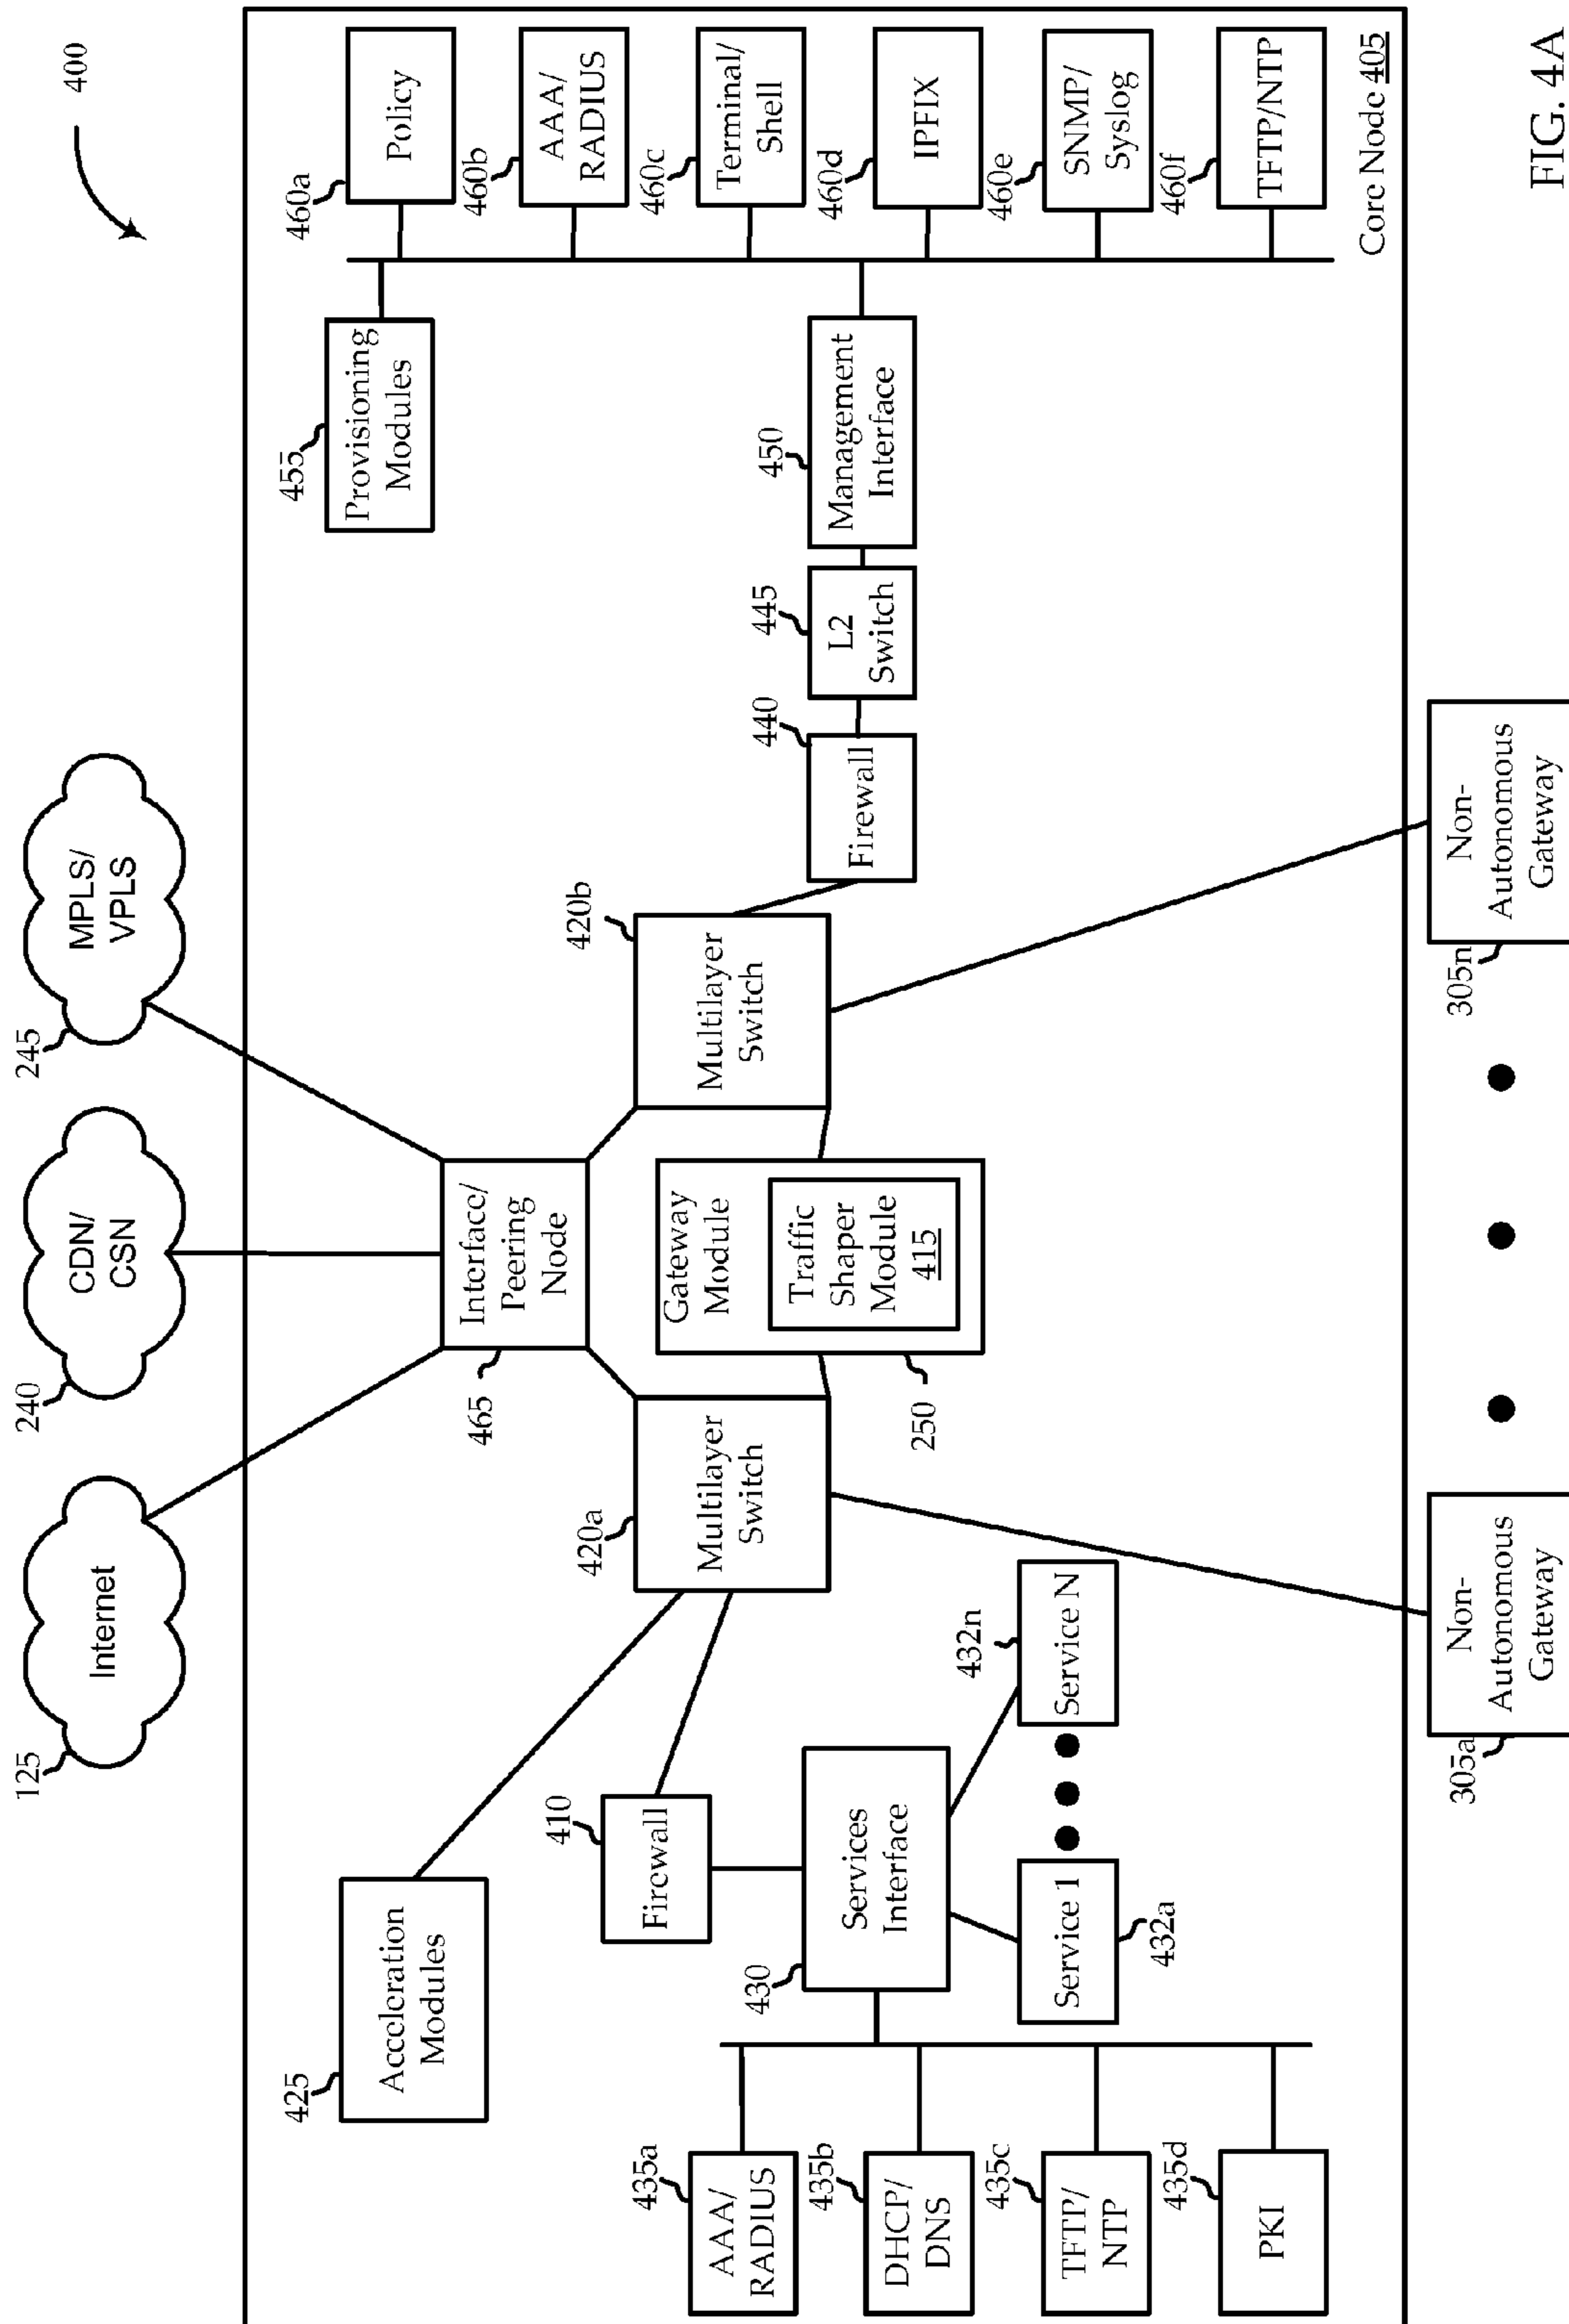 400
125
Internet
240
CDN/
CSN
245
MPLS/
VPLS
425
Acceleration
Modules
465
Interface/
Peering
Node
455
Provisioning
Modules
460a
Policy
460b
AAA/
RADIUS
460c
Terminal/
Shell
460d
IPFIX
460e
SNMP/
Syslog
460f
TFTP/NTP
410
Firewall
420a
Multilayer
Switch
Gateway
Module
Traffic
Shaper
Module
415
250
420b
Multilayer
Switch
440
Firewall
445
L2
Switch
450
Management
Interface
430
Services
Interface
435a
AAA/
RADIUS
435b
DHCP/
DNS
435c
TFTP/
NTP
435d
PKI
Service 1
432a
432n
Service N
Core Node 405
305a
Non-
Autonomous
Gateway
305n
Non-
Autonomous
Gateway
FIG. 4A